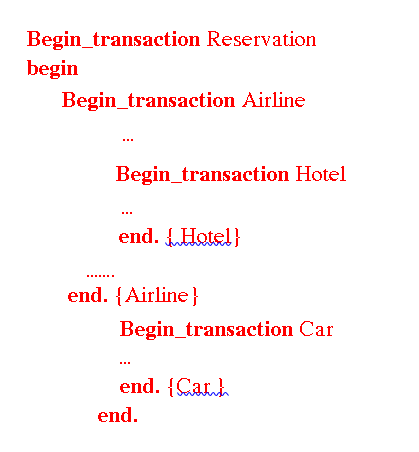 Begin_transaction Reservation
begin
Begin_transaction Airline
...
Begin_transaction Hotel
...
end. { Hotel}
.......
end. {Airline}
Begin_transaction Car
...
end. {Car }
end.